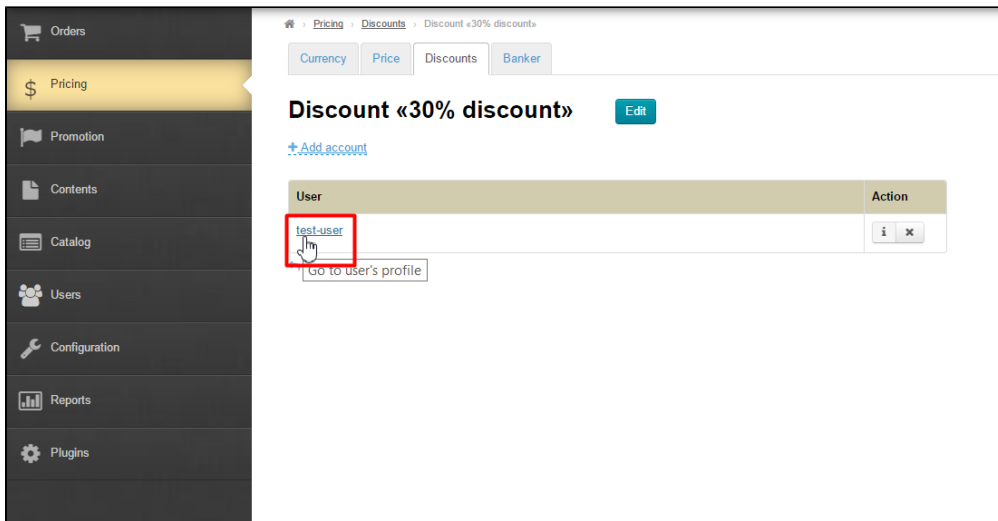 Orders
Pricing
Promotion
Contents
Catalog
Users
Configuration
Reports
Plugins
› Pricing › Discounts › Discount «30% discount»
Currency Price Discounts Banker
Discount «30% discount» Edit
+ Add account
User Action
test-user
Go to user's profile